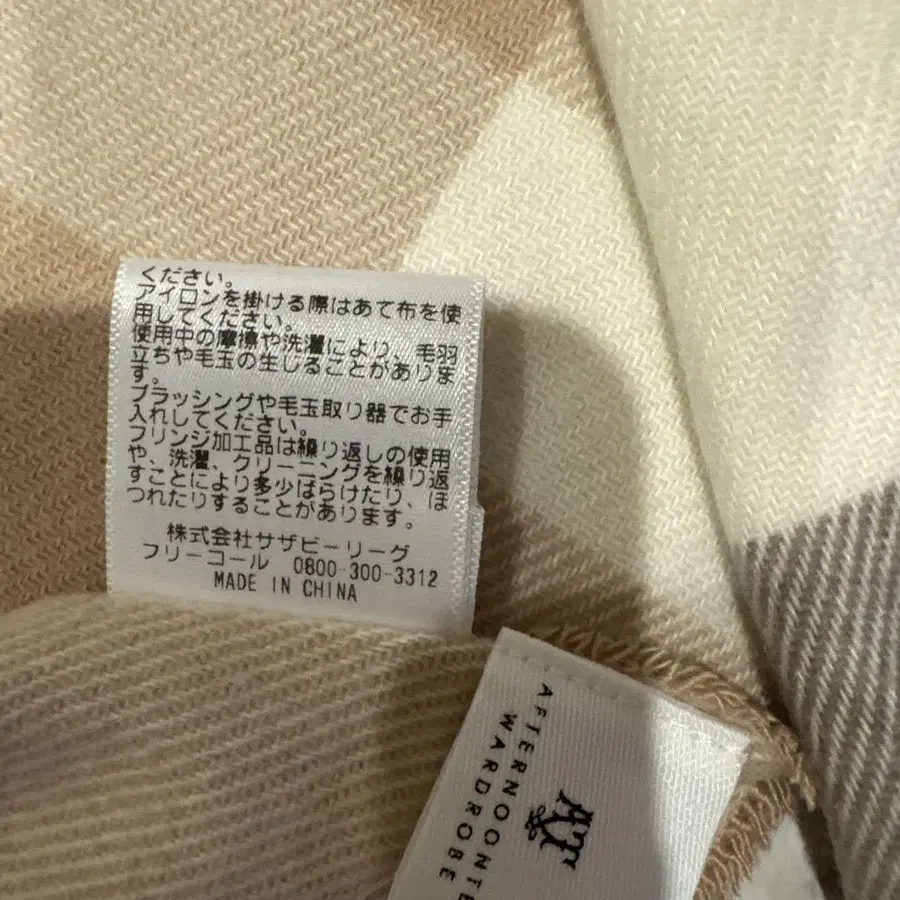 ください。
アイロンを掛ける際はあて布を使
用してください。
使用中の摩擦や洗濯により、毛羽
立ちや毛玉の生じることがありま
す。
ブラッシングや毛玉取り器でお手
入れしてください。
フリンジ加工品は繰り返しの使用
や、洗濯、クリーニングを繰り返
すことにより多少ばらけたり、ほ
つれたりすることがあります。
株式会社サザビーリーグ
フリーコール 0800-300-3312
MADE IN CHINA
AT
AFTERNOONTE
WARDROBE